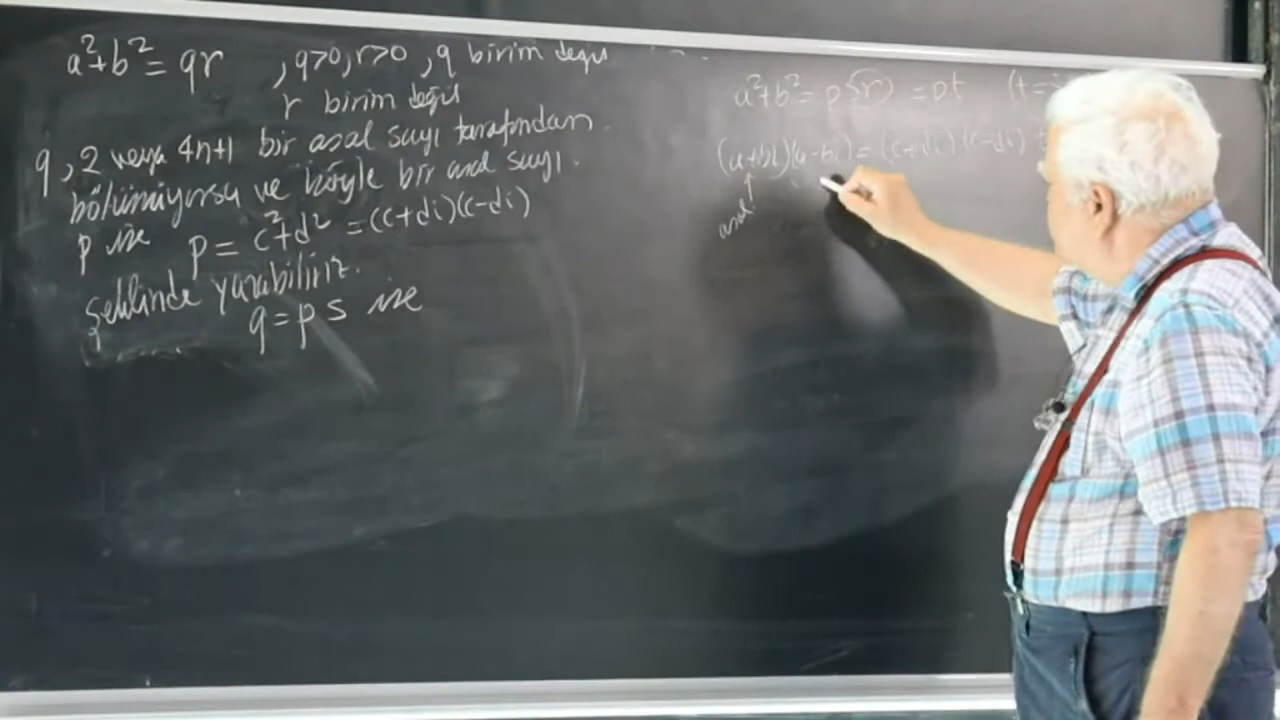 a²+b² = qr , q>0, r>0 , q birim değil
r birim değil
q , 2 veya 4n+1 bir asal sayı tarafından
bölünüyorsa ve böyle bir asal sayı
p ise p = c²+d² = (c+di)(c-di)
şeklinde yazabiliriz.
q = p s ise
a²+b² = p(sr) = pt (t=
(a+bi)(a-bi) = (c+di)(c-di)
asal